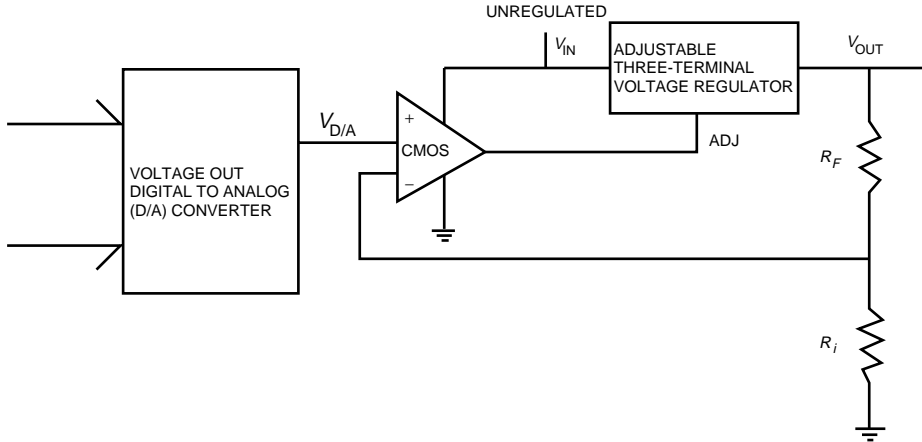 UNREGULATED
V_IN
ADJUSTABLE
THREE-TERMINAL
VOLTAGE REGULATOR
V_OUT
V_D/A
+
CMOS
−
ADJ
R_F
VOLTAGE OUT
DIGITAL TO ANALOG
(D/A) CONVERTER
R_i